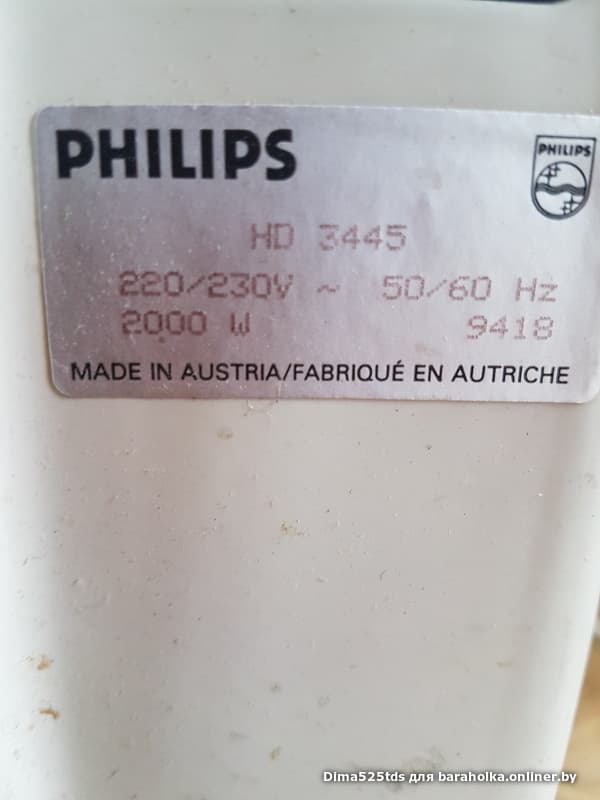 PHILIPS
PHILIPS
HD 3445
220/230V ~ 50/60 Hz
2000 W 9418
MADE IN AUSTRIA/FABRIQUÉ EN AUTRICHE
Dima525tds для baraholka.onliner.by